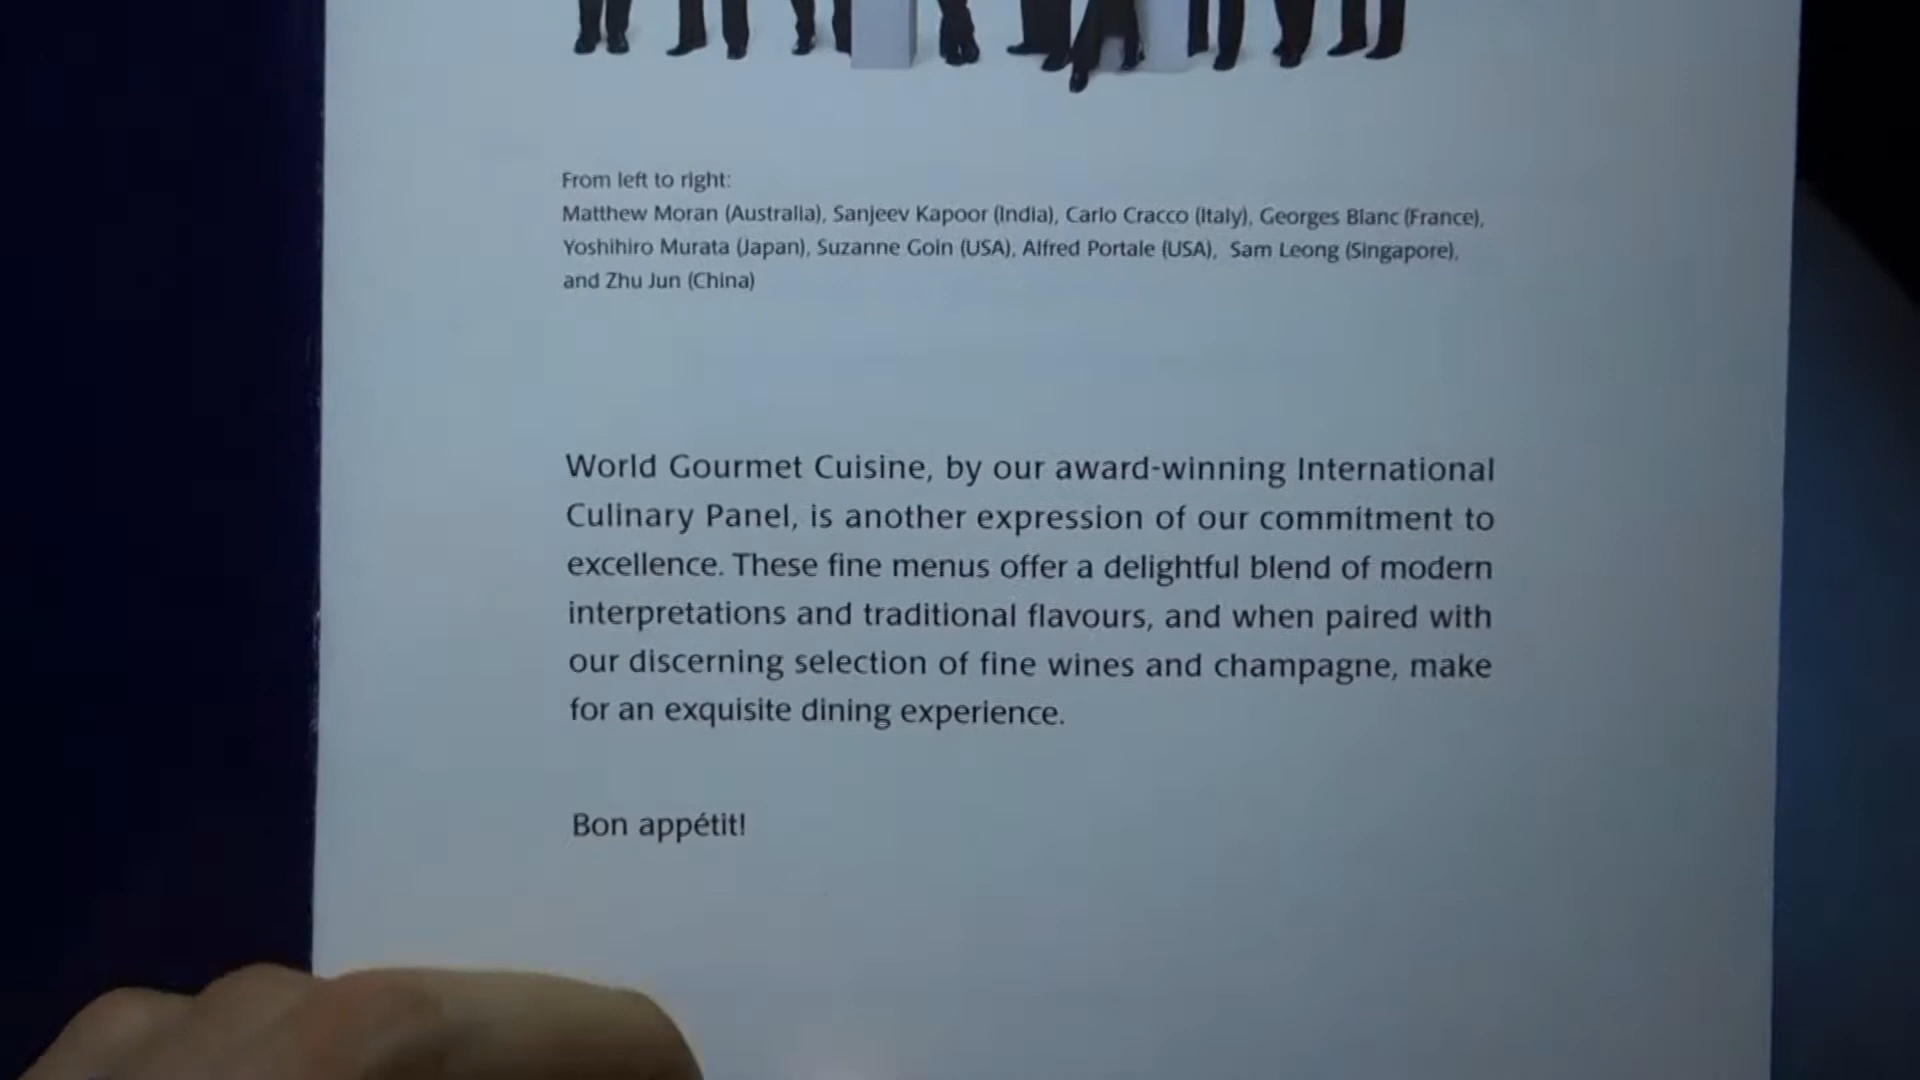 From left to right:
Matthew Moran (Australia), Sanjeev Kapoor (India), Carlo Cracco (Italy), Georges Blanc (France),
Yoshihiro Murata (Japan), Suzanne Goin (USA), Alfred Portale (USA), Sam Leong (Singapore),
and Zhu Jun (China)
World Gourmet Cuisine, by our award-winning International
Culinary Panel, is another expression of our commitment to
excellence. These fine menus offer a delightful blend of modern
interpretations and traditional flavours, and when paired with
our discerning selection of fine wines and champagne, make
for an exquisite dining experience.
Bon appétit!